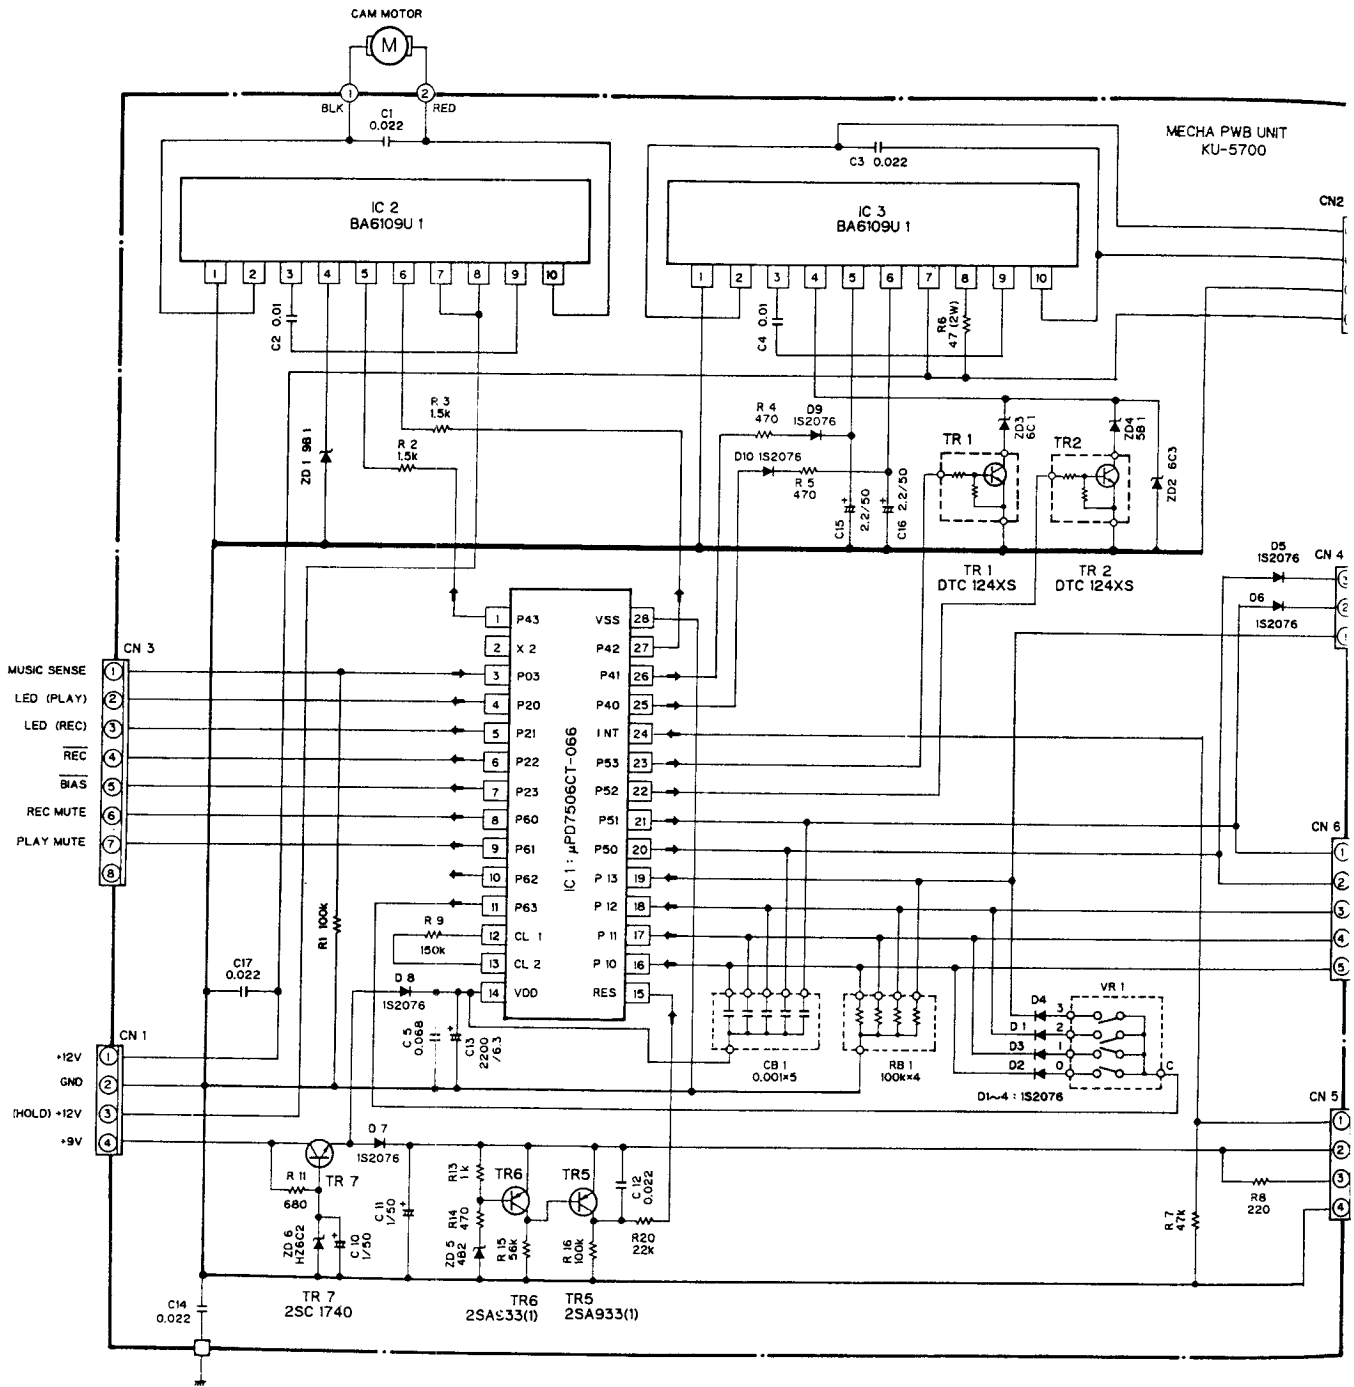 CAM MOTOR
M
1
2
BLK
RED
C1
0.022
MECHA PWB UNIT
KU-5700
C3 0.022
CN2
IC 2
BA6109U 1
IC 3
BA6109U 1
1 2 3 4 5 6 7 8 9 10
1 2 3 4 5 6 7 8 9 10
C2 0.01
C4 0.01
R6
47 (2W)
R 3
1.5k
R 2
1.5k
ZD 1 9B 1
R 4
470
D9
1S2076
D10 1S2076
R 5
470
C15
2.2/50
C16 2.2/50
TR 1
ZD3
6C 1
TR2
ZD4
5B 1
ZD2 6C3
TR 1
DTC 124XS
TR 2
DTC 124XS
D5
1S2076
D6
1S2076
CN 4
3
2
CN 3
MUSIC SENSE 1
LED (PLAY) 2
LED (REC) 3
REC 4
BIAS 5
REC MUTE 6
PLAY MUTE 7
8
IC 1 : μPD7506CT-066
1 P43
2 X 2
3 P03
4 P20
5 P21
6 P22
7 P23
8 P60
9 P61
10 P62
11 P63
12 CL 1
13 CL 2
14 VDD
VSS 28
P42 27
P41 26
P40 25
INT 24
P53 23
P52 22
P51 21
P50 20
P 13 19
P 12 18
P 11 17
P 10 16
RES 15
CN 6
1
2
3
4
5
R1 100k
R 9
150k
C17
0.022
D 8
1S2076
C 5
0.068
C13
2200
/6.3
CB 1
0.001×5
RB 1
100k×4
VR 1
D4 3
D 1 2
D3 1
D2 0
C
D1~4 : 1S2076
CN 1
+12V 1
GND 2
(HOLD) +12V 3
+9V 4
CN 5
1
2
3
4
D 7
1S2076
TR 7
R 11
680
ZD 6
HZ6C2
C 10
1/50
C 11
1/50
R13
1k
R14
470
ZD 5
4B2
TR6
R 15
56k
TR5
R 16
100k
C 12
0.022
R20
22k
R 7
47k
R8
220
TR 7
2SC 1740
TR6
2SA933(1)
TR5
2SA933(1)
C14
0.022